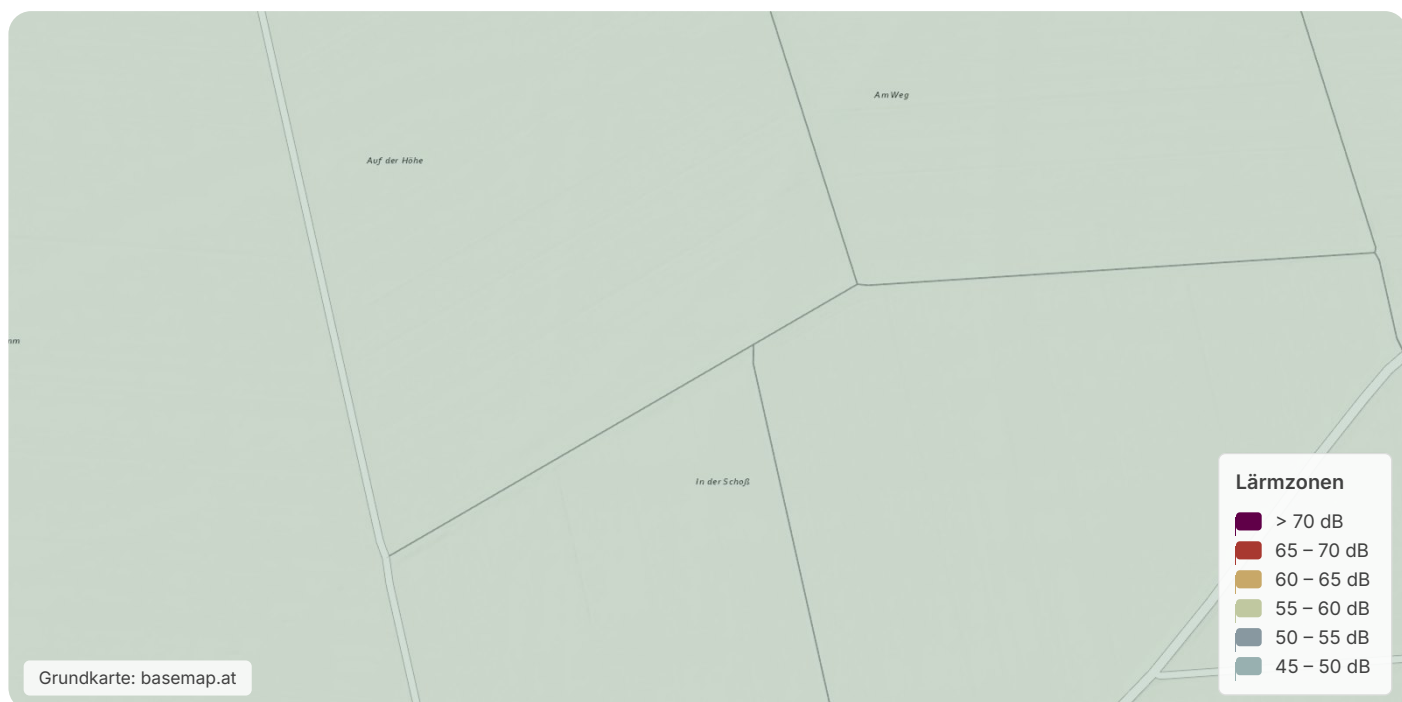 Am Weg
Auf der Höhe
In der Schoß
Lärmzonen
> 70 dB
65 – 70 dB
60 – 65 dB
55 – 60 dB
50 – 55 dB
45 – 50 dB
Grundkarte: basemap.at